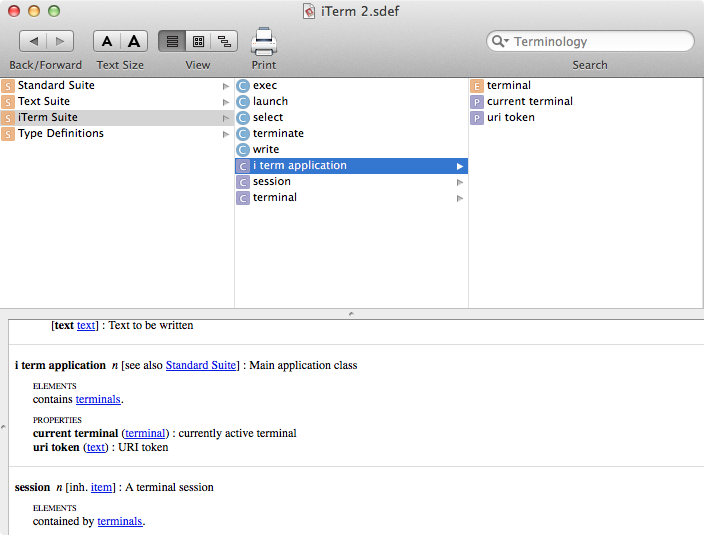 iTerm 2.sdef
A A
Terminology
Back/Forward Text Size View Print Search
S Standard Suite
S Text Suite
S iTerm Suite
S Type Definitions
C exec
C launch
C select
C terminate
C write
C i term application
C session
C terminal
E terminal
P current terminal
P uri token
[text text] : Text to be written
i term application n [see also Standard Suite] : Main application class
ELEMENTS
contains terminals.
PROPERTIES
current terminal (terminal) : currently active terminal
uri token (text) : URI token
session n [inh. item] : A terminal session
ELEMENTS
contained by terminals.